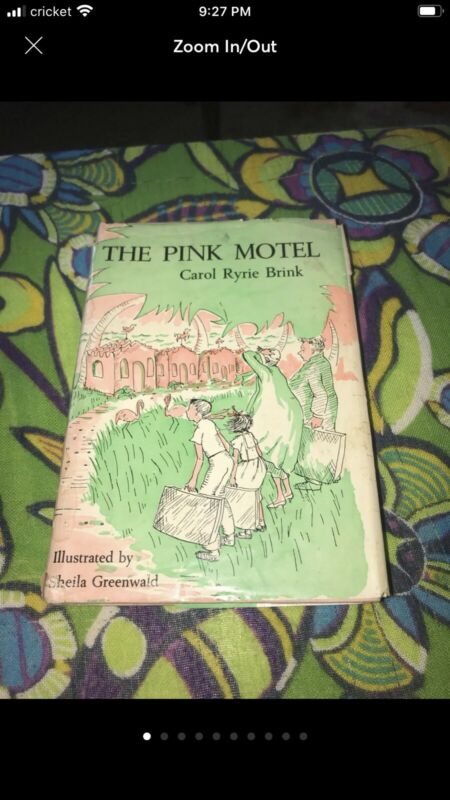 cricket 9:27 PM
Zoom In/Out
THE PINK MOTEL
Carol Ryrie Brink
Illustrated by
Sheila Greenwald